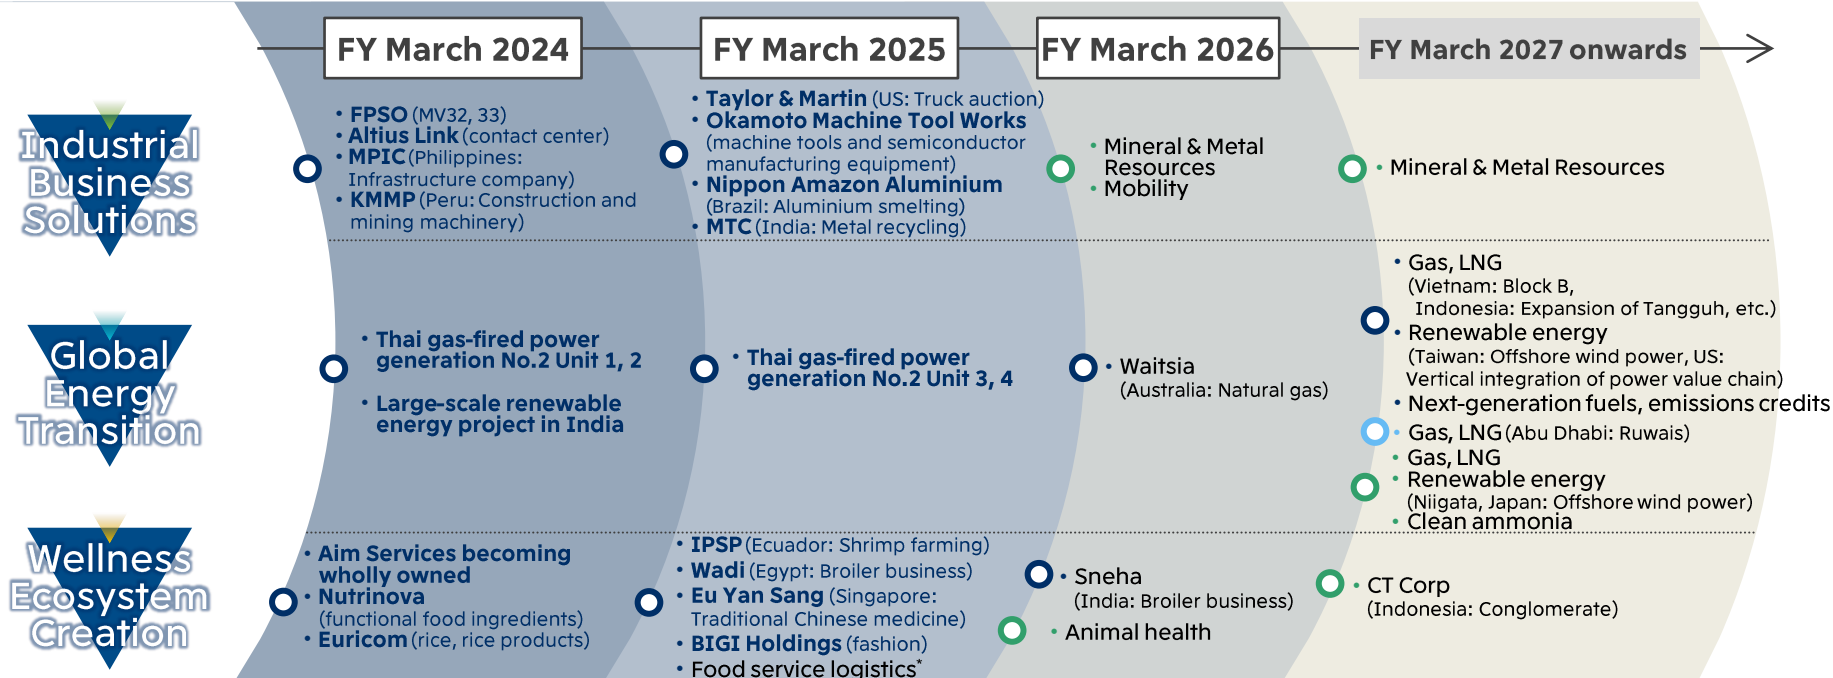 FY March 2024
FY March 2025
FY March 2026
FY March 2027 onwards
Industrial
Business
Solutions
• FPSO (MV32, 33)
• Altius Link (contact center)
• MPIC (Philippines:
Infrastructure company)
• KMMP (Peru: Construction and
mining machinery)
• Taylor & Martin (US: Truck auction)
• Okamoto Machine Tool Works
(machine tools and semiconductor
manufacturing equipment)
• Nippon Amazon Aluminium
(Brazil: Aluminium smelting)
• MTC (India: Metal recycling)
• Mineral & Metal
Resources
• Mobility
• Mineral & Metal Resources
Global
Energy
Transition
• Thai gas-fired power
generation No.2 Unit 1, 2
• Large-scale renewable
energy project in India
• Thai gas-fired power
generation No.2 Unit 3, 4
• Waitsia
(Australia: Natural gas)
• Gas, LNG
(Vietnam: Block B,
Indonesia: Expansion of Tangguh, etc.)
• Renewable energy
(Taiwan: Offshore wind power, US:
Vertical integration of power value chain)
• Next-generation fuels, emissions credits
• Gas, LNG (Abu Dhabi: Ruwais)
• Gas, LNG
• Renewable energy
(Niigata, Japan: Offshore wind power)
• Clean ammonia
Wellness
Ecosystem
Creation
• Aim Services becoming
wholly owned
• Nutrinova
(functional food ingredients)
• Euricom (rice, rice products)
• IPSP (Ecuador: Shrimp farming)
• Wadi (Egypt: Broiler business)
• Eu Yan Sang (Singapore:
Traditional Chinese medicine)
• BIGI Holdings (fashion)
• Food service logistics*
• Sneha
(India: Broiler business)
• Animal health
• CT Corp
(Indonesia: Conglomerate)